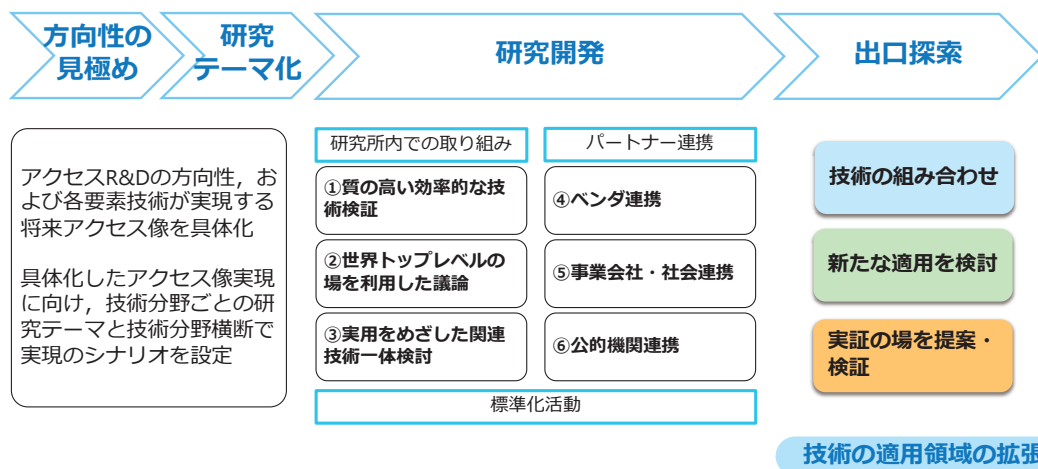 方向性の
見極め
研究
テーマ化
研究開発
出口探索
アクセスR&Dの方向性，お
よび各要素技術が実現する
将来アクセス像を具体化
具体化したアクセス像実現
に向け，技術分野ごとの研
究テーマと技術分野横断で
実現のシナリオを設定
研究所内での取り組み
①質の高い効率的な技
術検証
②世界トップレベルの
場を利用した議論
③実用をめざした関連
技術一体検討
パートナー連携
④ベンダ連携
⑤事業会社・社会連携
⑥公的機関連携
標準化活動
技術の組み合わせ
新たな適用を検討
実証の場を提案・
検証
技術の適用領域の拡張